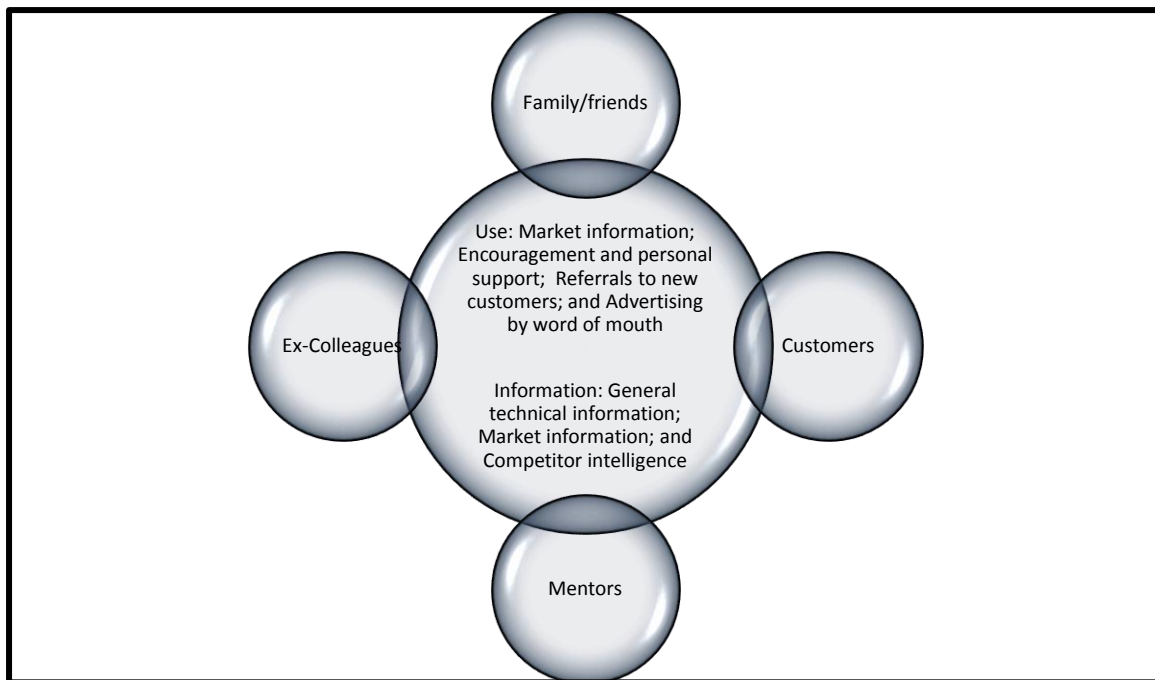 Family/friends
Use: Market information;
Encouragement and personal
support;  Referrals to new
customers; and Advertising
by word of mouth
Ex-Colleagues
Customers
Information: General
technical information;
Market information; and
Competitor intelligence
Mentors